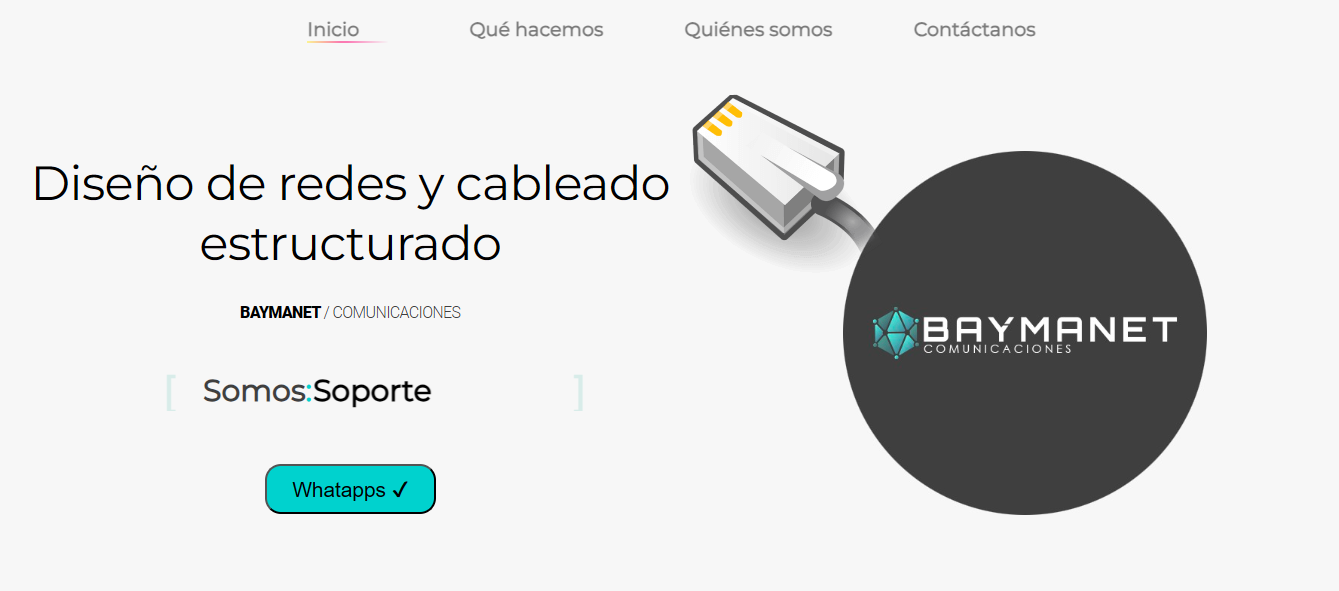 Inicio Qué hacemos Quiénes somos Contáctanos
Diseño de redes y cableado
estructurado
BAYMANET / COMUNICACIONES
[ Somos:Soporte ]
Whatapps ✓
BAYMANET
COMUNICACIONES